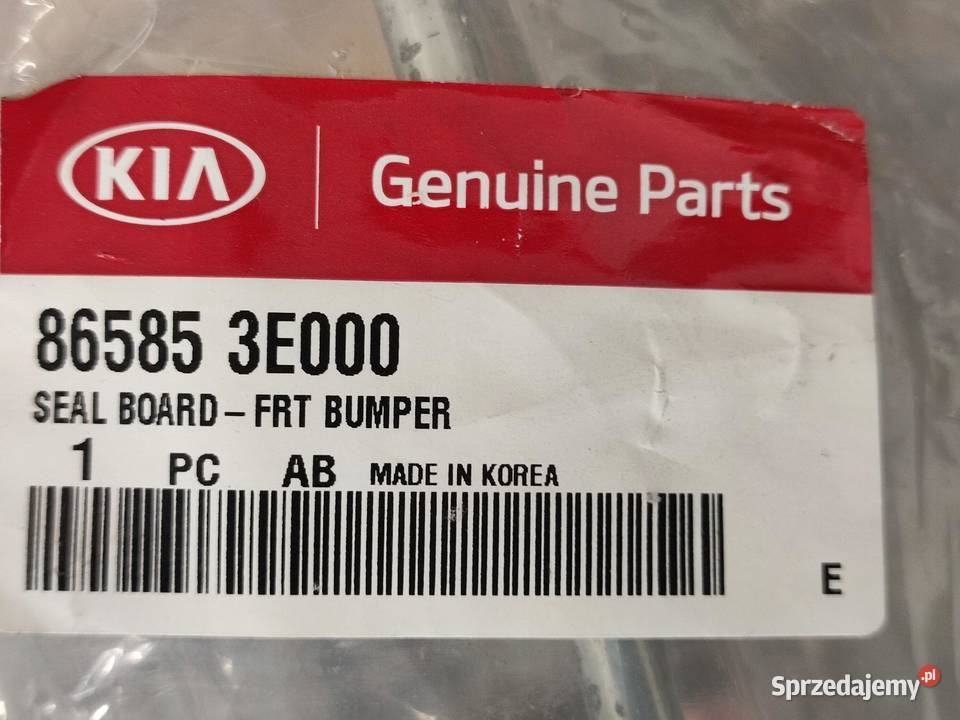 KIA Genuine Parts
86585 3E000
SEAL BOARD - FRT BUMPER
1 PC AB MADE IN KOREA
E
Sprzedajemy.pl